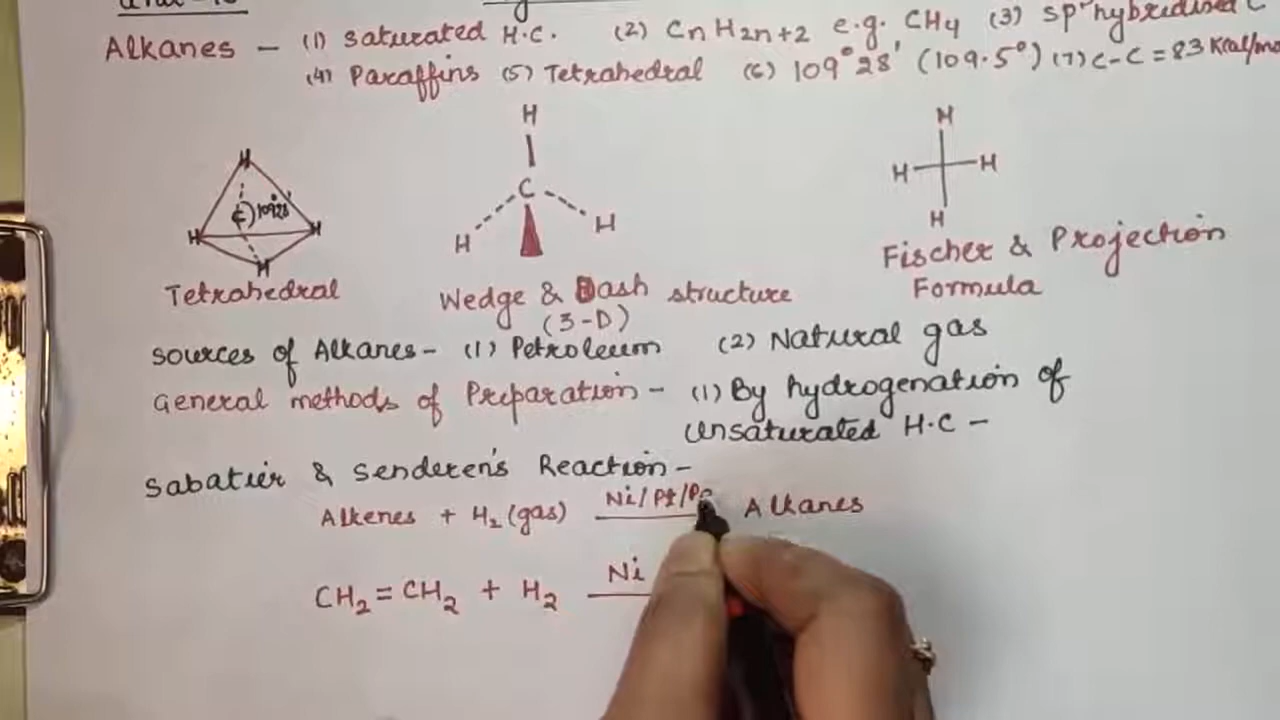 Alkanes - (1) saturated H.C. (2) CnH2n+2 e.g. CH4 (3) sp³hybridised C
(4) Paraffins (5) Tetrahedral (6) 109°28' (109.5°) (7) C-C = 83 Kcal/mo
H
H
C
H
H
H
H
H
H
C
109°28'
H
H
H
H
Tetrahedral
Wedge & Dash structure
(3-D)
Fischer & Projection
Formula
Sources of Alkanes- (1) Petroleum (2) Natural gas
General methods of Preparation - (1) By hydrogenation of
Unsaturated H.C -
Sabatier & Senderen's Reaction-
Alkenes + H2 (gas) Ni/Pt/P Alkanes
CH2 = CH2 + H2 Ni